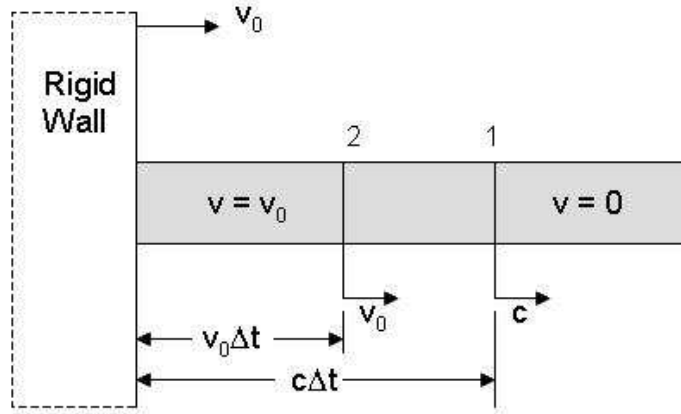 v₀
Rigid
Wall
2 1
v = v₀ v = 0
v₀ c
v₀Δt
cΔt